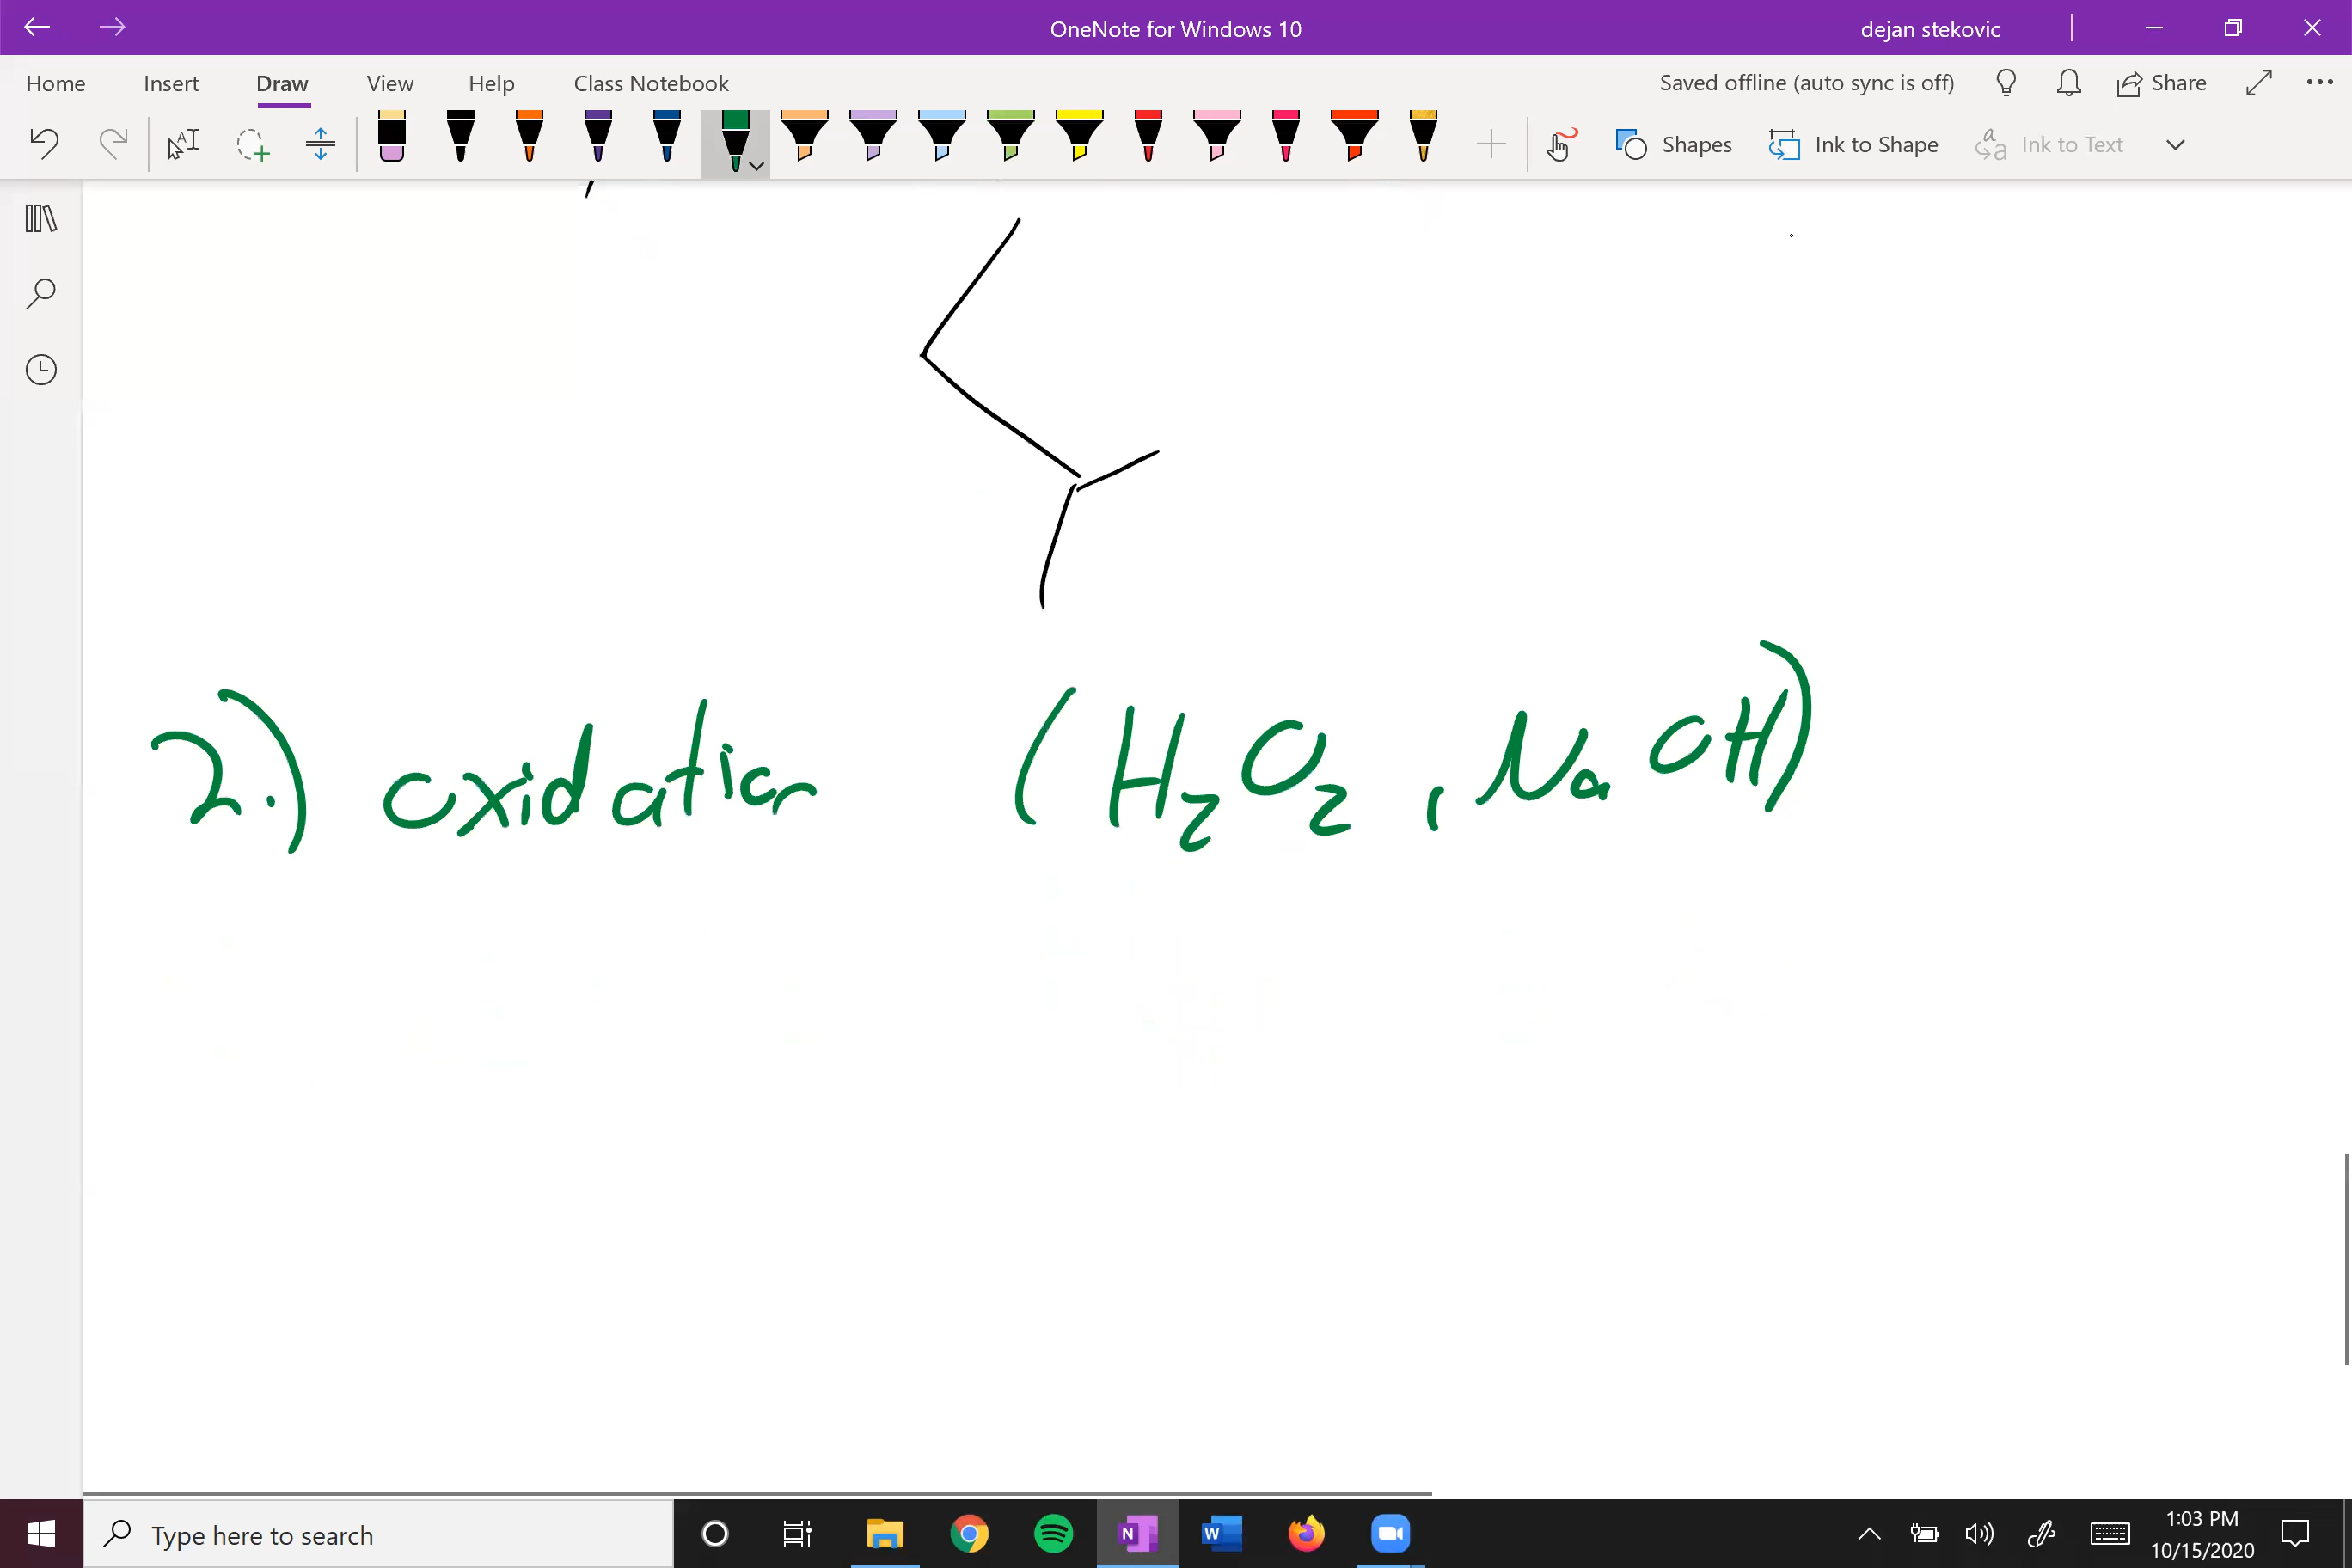 OneNote for Windows 10
dejan stekovic
Home Insert Draw View Help Class Notebook
Saved offline (auto sync is off) Share
Shapes Ink to Shape Ink to Text
2.) oxidation (H₂O₂, NaOH)
Type here to search
1:03 PM
10/15/2020